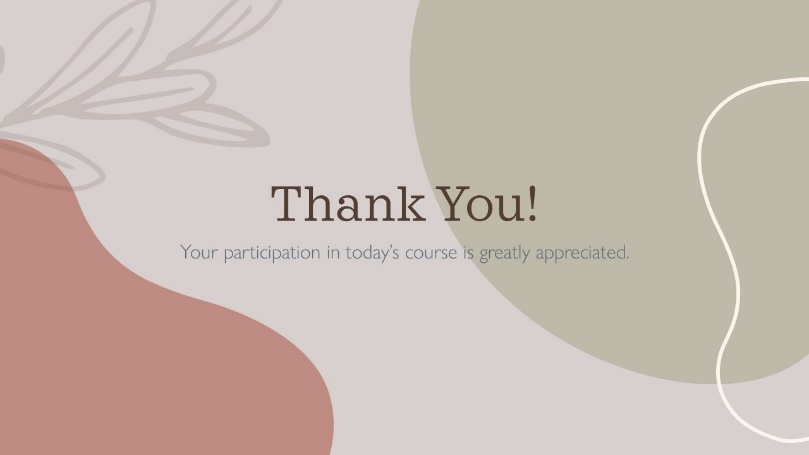 Thank You!
Your participation in today’s course is greatly appreciated.